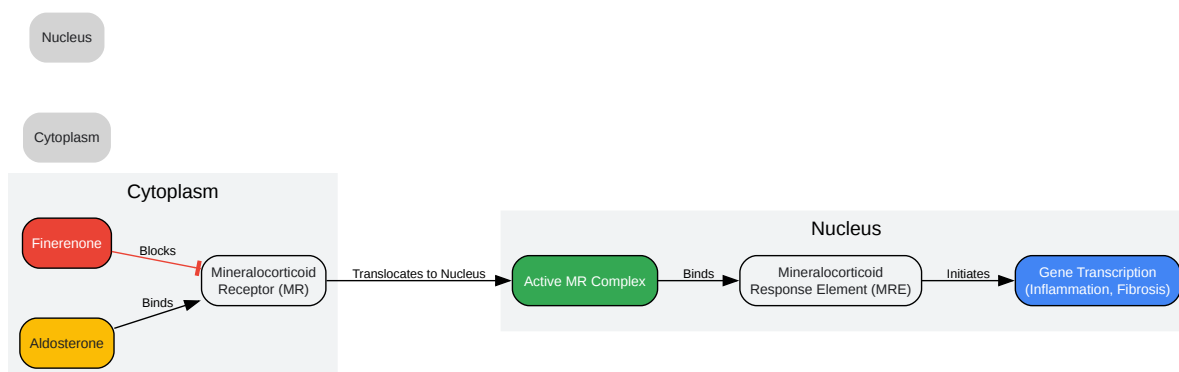 Nucleus
Cytoplasm
Cytoplasm
Finerenone
Blocks
Mineralocorticoid
Receptor (MR)
Binds
Aldosterone
Translocates to Nucleus
Nucleus
Active MR Complex
Binds
Mineralocorticoid
Response Element (MRE)
Initiates
Gene Transcription
(Inflammation, Fibrosis)